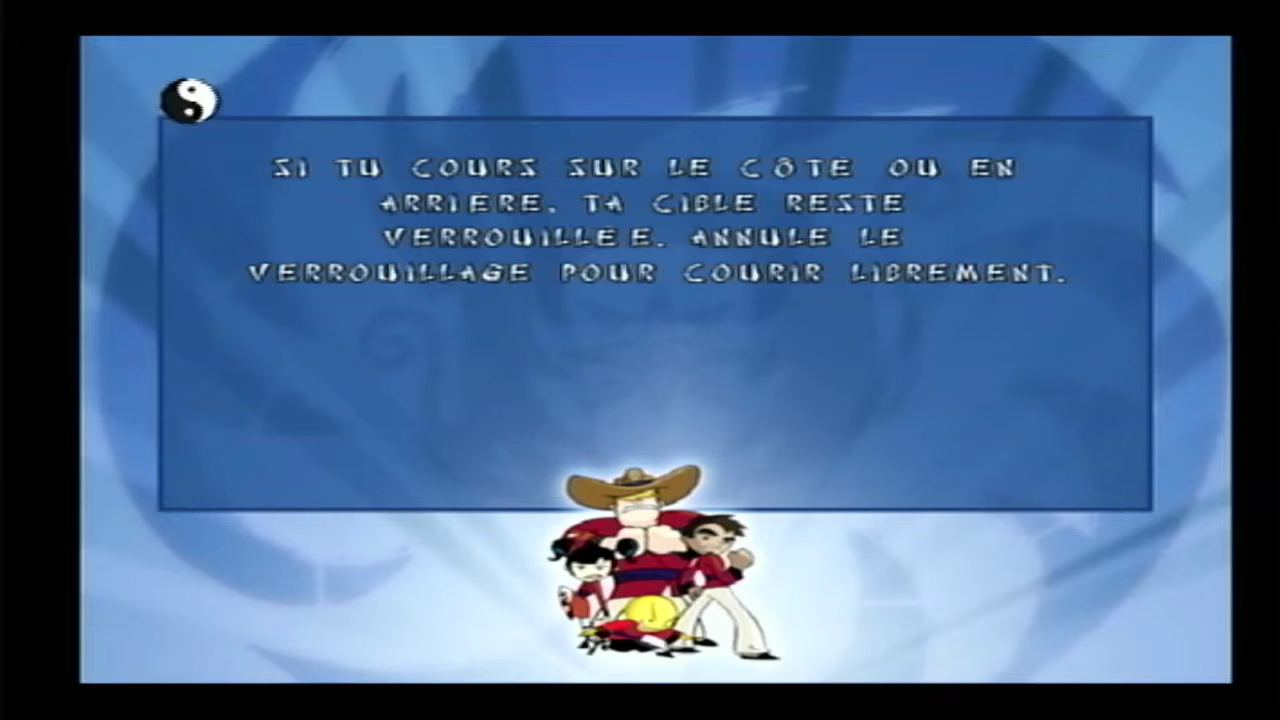 SI TU COURS SUR LE CÔTE OU EN
ARRIERE, TA CIBLE RESTE
VERROUILLEE. ANNULE LE
VERROUILLAGE POUR COURIR LIBREMENT.